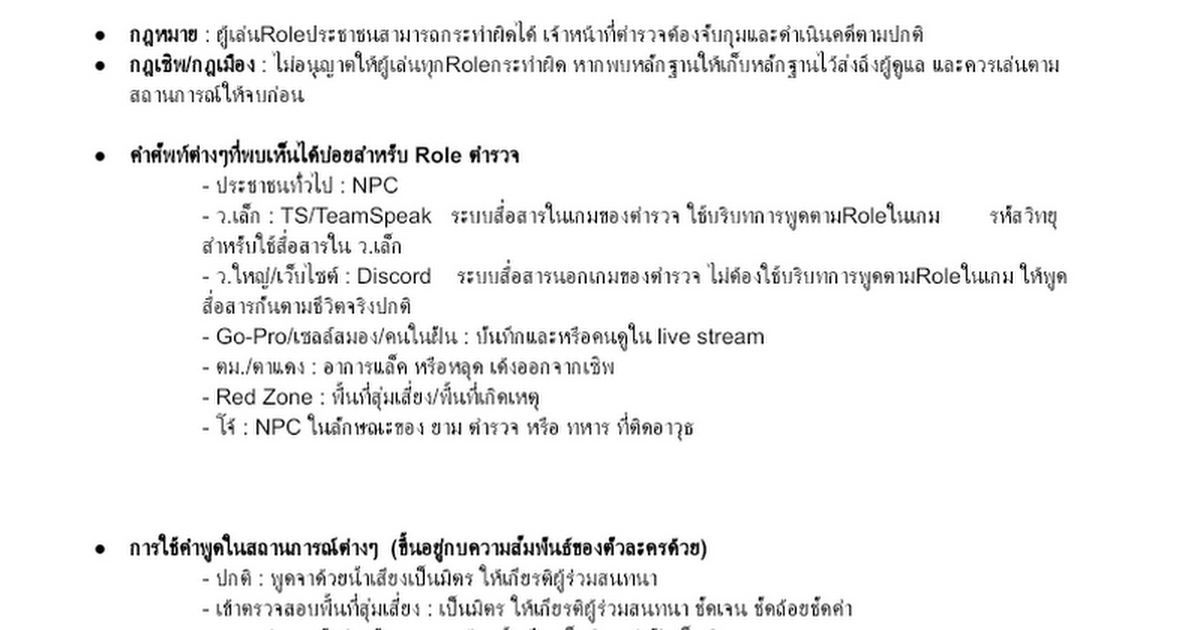 ● กฎหมาย : ผู้เล่นRoleประชาชนสามารถกระทำผิดได้ เจ้าหน้าที่ตำรวจต้องจับกุมและดำเนินคดีตามปกติ
● กฎเซิพ/กฎเมือง : ไม่อนุญาตให้ผู้เล่นทุกRoleกระทำผิด หากพบหลักฐานให้เก็บหลักฐานไว้ส่งถึงผู้ดูแล และควรเล่นตาม
สถานการณ์ให้จบก่อน
● คำศัพท์ต่างๆที่พบเห็นได้บ่อยสำหรับ Role ตำรวจ
- ประชาชนทั่วไป : NPC
- ว.เล็ก : TS/TeamSpeak ระบบสื่อสารในเกมของตำรวจ ใช้บริบทการพูดตามRoleในเกม รหัสวิทยุ
สำหรับใช้สื่อสารใน ว.เล็ก
- ว.ใหญ่/เว็บไซต์ : Discord ระบบสื่อสารนอกเกมของตำรวจ ไม่ต้องใช้บริบทการพูดตามRoleในเกม ให้พูด
สื่อสารกันตามชีวิตจริงปกติ
- Go-Pro/เซลล์สมอง/คนในฝัน : บันทึกและหรือคนดูใน live stream
- ตม./ตาแดง : อาการแล็ค หรือหลุด เด้งออกจากเซิพ
- Red Zone : พื้นที่สุ่มเสี่ยง/พื้นที่เกิดเหตุ
- โจ้ : NPC ในลักษณะของ ยาม ตำรวจ หรือ ทหาร ที่ติดอาวุธ
● การใช้คำพูดในสถานการณ์ต่างๆ (ขึ้นอยู่กบความสัมพันธ์ของตัวละครด้วย)
- ปกติ : พูดจาด้วยน้ำเสียงเป็นมิตร ให้เกียรติผู้ร่วมสนทนา
- เข้าตรวจสอบพื้นที่สุ่มเสี่ยง : เป็นมิตร ให้เกียรติผู้ร่วมสนทนา ชัดเจน ชัดถ้อยชัดคำ